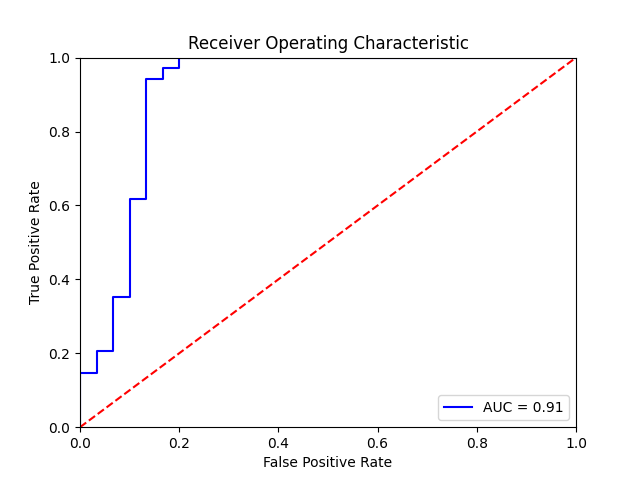 Receiver Operating Characteristic
True Positive Rate
1.0
0.8
0.6
0.4
0.2
0.0
0.0 0.2 0.4 0.6 0.8 1.0
False Positive Rate
AUC = 0.91